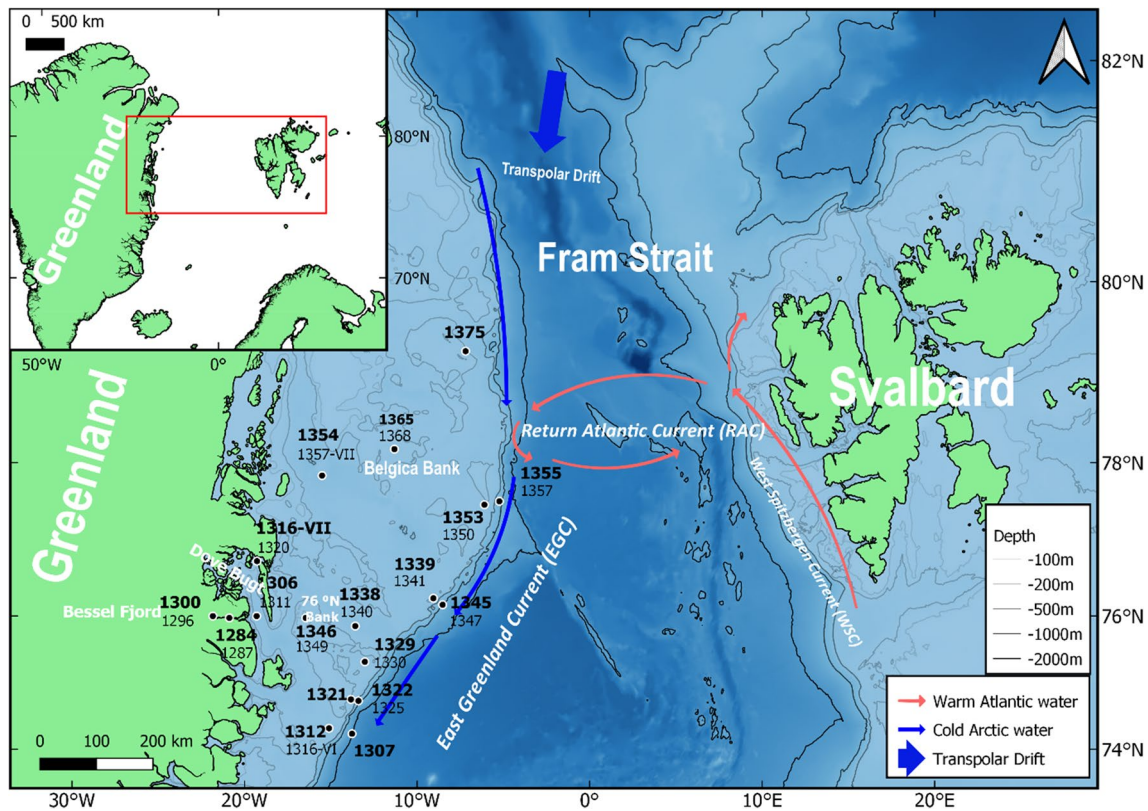 0 500 km
Greenland
70°N
50°W 0°
82°N
80°N
Transpolar Drift
Fram Strait
80°N
1375
Svalbard
Greenland
1365
1368
1354
1357-VII
Belgica Bank
Return Atlantic Current (RAC)
78°N
1355
1357
1353
1350
West Spitzbergen Current (WSC)
1316-VII
1320
Dove Bugt
1339
1341
1306
1311
76 ºN
Bank
1338
1340
Bessel Fjord
1300
1296
1345
1347
76°N
1284
1287
1346
1349
1329
1330
East Greenland Current (EGC)
1321
1322
1325
1312
1316-VI
1307
74°N
Depth
-100m
-200m
-500m
-1000m
-2000m
Warm Atlantic water
Cold Arctic water
Transpolar Drift
0 100 200 km
30°W 20°W 10°W 0° 10°E 20°E